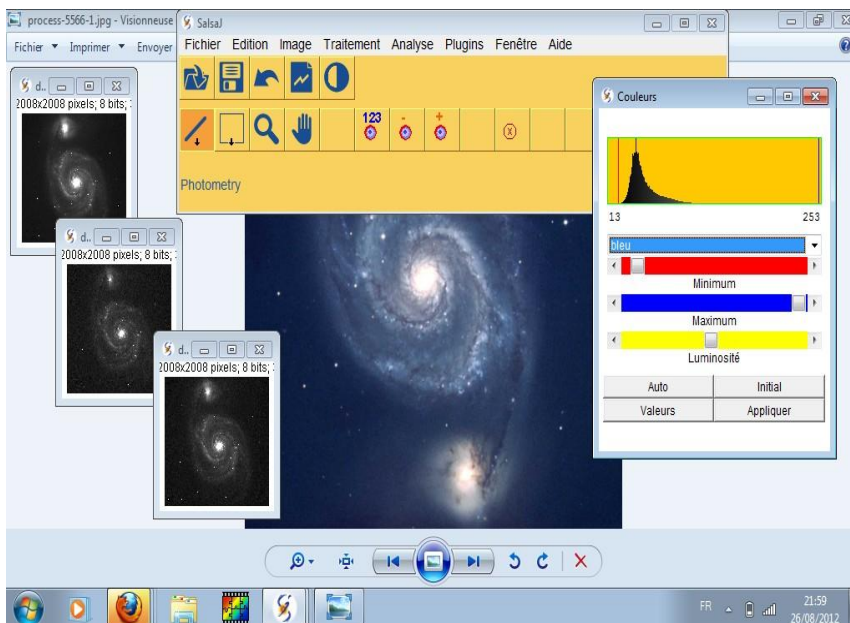 process-5566-1.jpg - Visionneuse
Fichier Imprimer Envoyer
SalsaJ
Fichier Edition Image Traitement Analyse Plugins Fenêtre Aide
123
Photometry
d..
2008x2008 pixels; 8 bits;
d..
2008x2008 pixels; 8 bits;
d..
2008x2008 pixels; 8 bits;
Couleurs
13 253
bleu
Minimum
Maximum
Luminosité
Auto Initial
Valeurs Appliquer
FR
21:59
26/08/2012